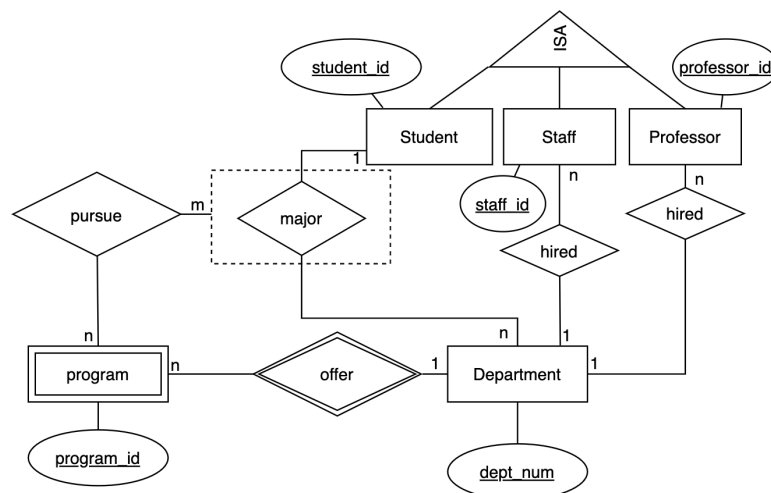 ISA
student_id
professor_id
Student
Staff
Professor
1
n
n
m
pursue
major
staff_id
hired
hired
n
n
1
1
program
n
offer
1
Department
program_id
dept_num